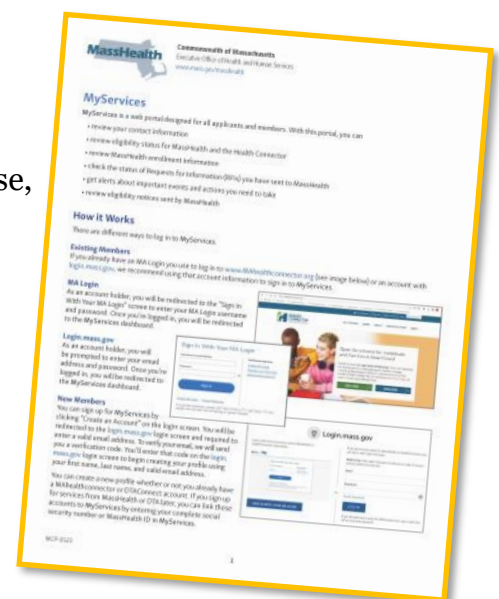 se,
MassHealth
Commonwealth of Massachusetts
Executive Office of Health and Human Services
www.mass.gov/masshealth
MyServices
MyServices is a web portal designed for all applicants and members. With this portal, you can
• review your contact information
• review eligibility status for MassHealth and the Health Connector
• review MassHealth enrollment information
• check the status of Requests for Information (RFIs) you have sent to MassHealth
• get alerts about important events and actions you need to take
• review eligibility notices sent by MassHealth
How it Works
There are different ways to log in to MyServices.
Existing Members
If you already have an MA Login you use to log in to www.MAhealthconnector.org (see image below) or an account with
login.mass.gov, we recommend using that account information to sign in to MyServices.
MA Login
As an account holder, you will be redirected to the "Sign in
With Your MA Login" screen to enter your MA Login username
and password. Once you're logged in, you will be redirected
to the MyServices dashboard.
Login.mass.gov
As an account holder, you will
be prompted to enter your email
address and password. Once you're
logged in, you will be redirected to
the MyServices dashboard.
New Members
You can sign up for MyServices by
clicking "Create an Account" on the login screen. You will be
redirected to the login.mass.gov login screen and required to
enter a valid email address. To verify your email, we will send
you a verification code. You'll enter that code on the login.
mass.gov login screen to begin creating your profile using
your first name, last name, and valid email address.
You can create a new profile whether or not you already have
a MAhealthconnector or DTAConnect account. If you sign up
for services from MassHealth or DTA later, you can link these
accounts to MyServices by entering your complete social
security number or MassHealth ID in MyServices.
Sign in With Your MA Login
Login.mass.gov
1